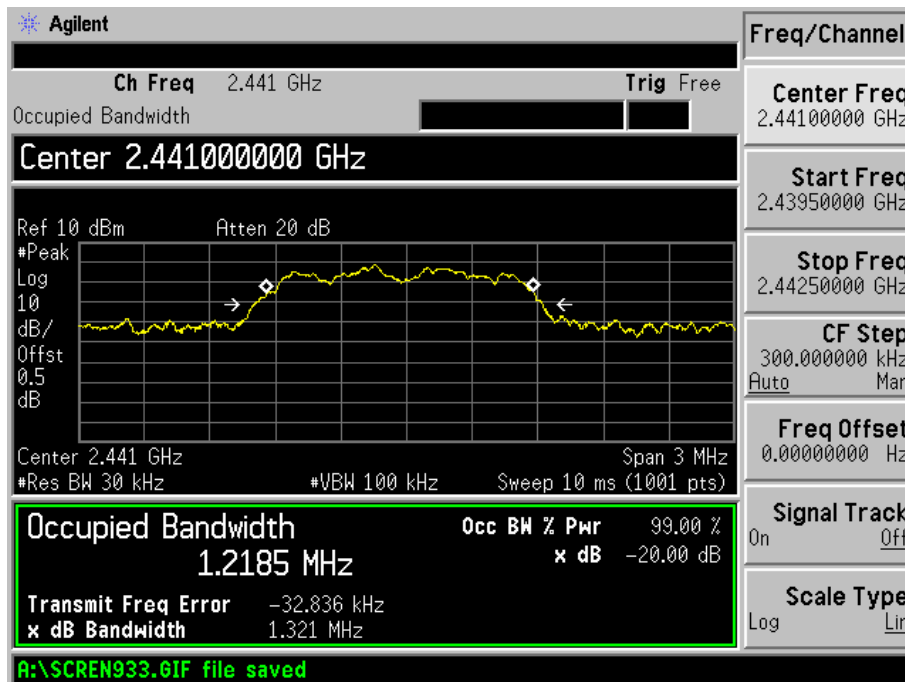 Agilent
Freq/Channel
Ch Freq 2.441 GHz Trig Free
Occupied Bandwidth
Center 2.441000000 GHz
Ref 10 dBm Atten 20 dB
#Peak
Log
10
dB/
Offst
0.5
dB
Center 2.441 GHz Span 3 MHz
#Res BW 30 kHz #VBW 100 kHz Sweep 10 ms (1001 pts)
Occupied Bandwidth
1.2185 MHz
Occ BW % Pwr 99.00 %
x dB -20.00 dB
Transmit Freq Error -32.836 kHz
x dB Bandwidth 1.321 MHz
A:\SCREN933.GIF file saved
Center Freq
2.44100000 GHz
Start Freq
2.43950000 GHz
Stop Freq
2.44250000 GHz
CF Step
300.000000 kHz
Auto Man
Freq Offset
0.00000000 Hz
Signal Track
On Off
Scale Type
Log Lin